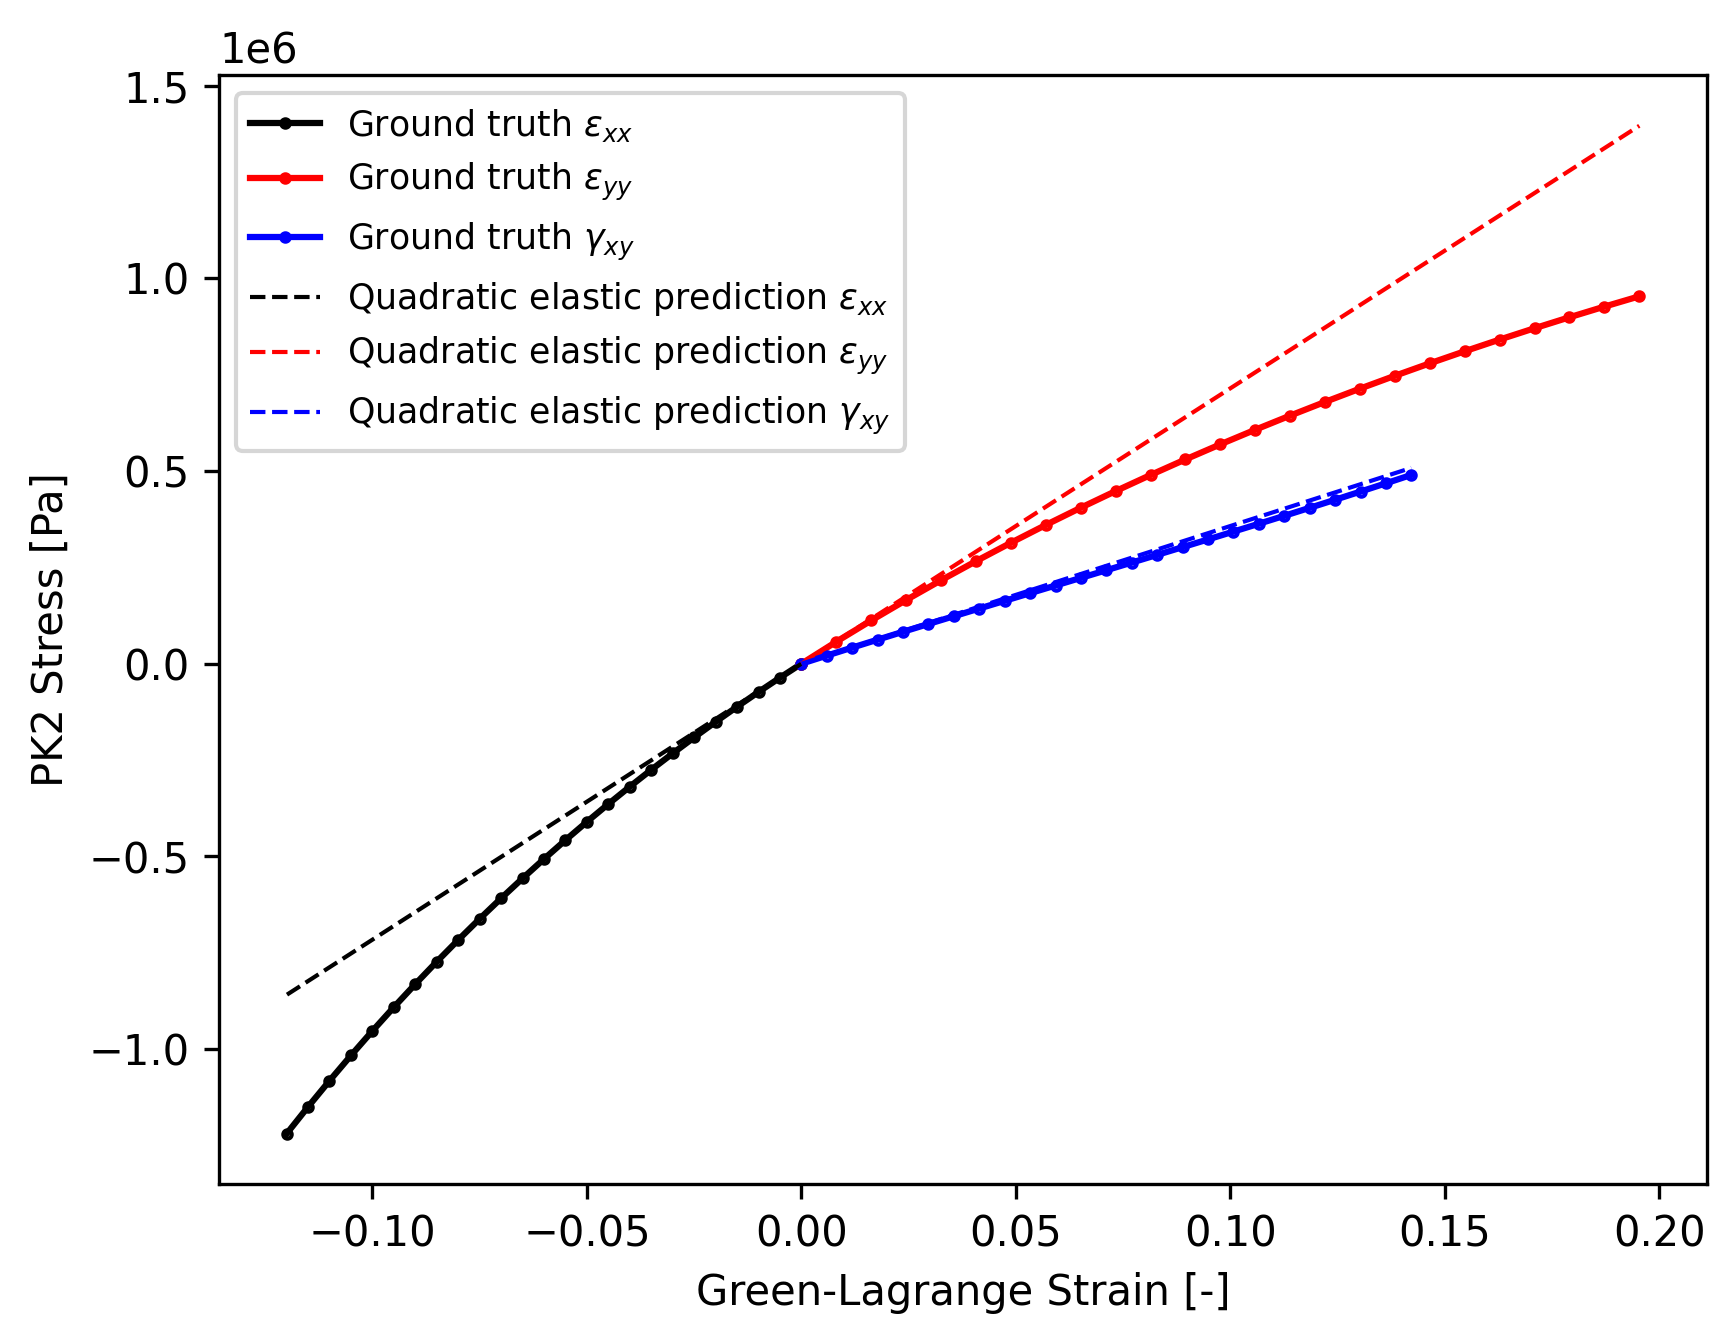 1e6
1.5
1.0
0.5
0.0
−0.5
−1.0
PK2 Stress [Pa]
Ground truth εxx
Ground truth εyy
Ground truth γxy
Quadratic elastic prediction εxx
Quadratic elastic prediction εyy
Quadratic elastic prediction γxy
−0.10 −0.05 0.00 0.05 0.10 0.15 0.20
Green-Lagrange Strain [-]